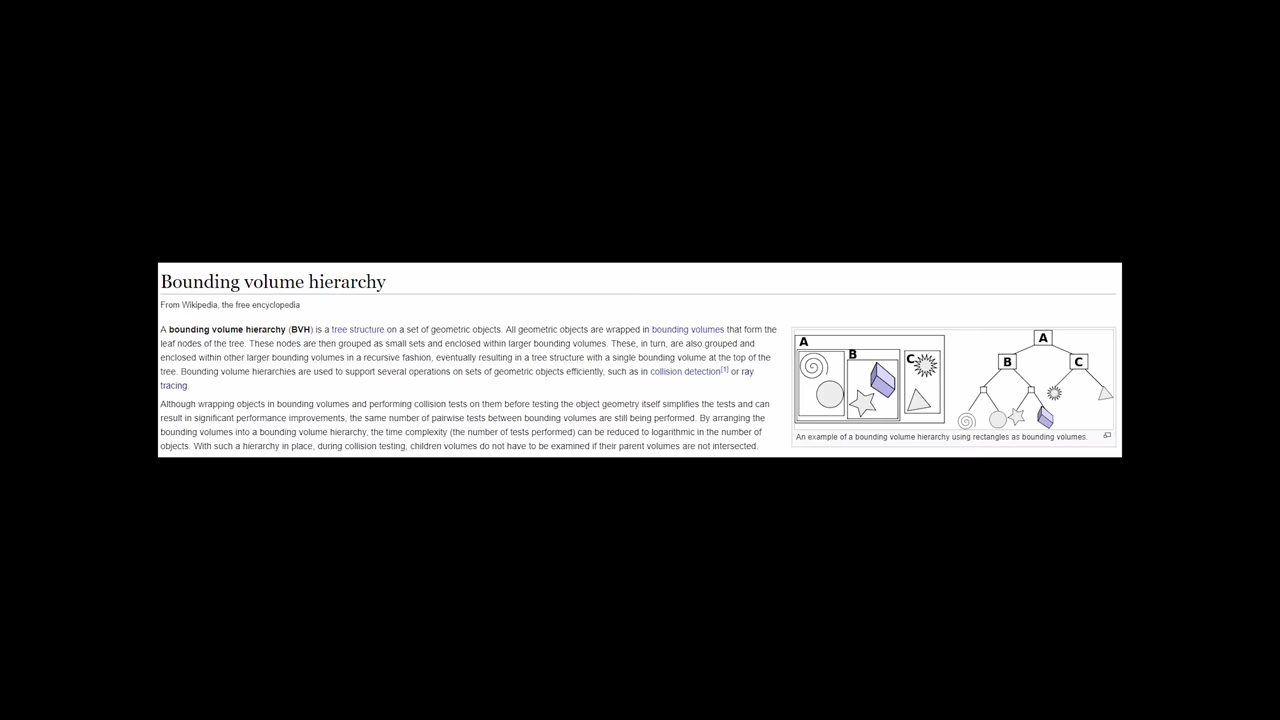 Bounding volume hierarchy
From Wikipedia, the free encyclopedia
A bounding volume hierarchy (BVH) is a tree structure on a set of geometric objects. All geometric objects are wrapped in bounding volumes that form the
leaf nodes of the tree. These nodes are then grouped as small sets and enclosed within larger bounding volumes. These, in turn, are also grouped and
enclosed within other larger bounding volumes in a recursive fashion, eventually resulting in a tree structure with a single bounding volume at the top of the
tree. Bounding volume hierarchies are used to support several operations on sets of geometric objects efficiently, such as in collision detection[1] or ray
tracing.
Although wrapping objects in bounding volumes and performing collision tests on them before testing the object geometry itself simplifies the tests and can
result in significant performance improvements, the same number of pairwise tests between bounding volumes are still being performed. By arranging the
bounding volumes into a bounding volume hierarchy, the time complexity (the number of tests performed) can be reduced to logarithmic in the number of
objects. With such a hierarchy in place, during collision testing, children volumes do not have to be examined if their parent volumes are not intersected.
A
B
C
A
B
C
An example of a bounding volume hierarchy using rectangles as bounding volumes.